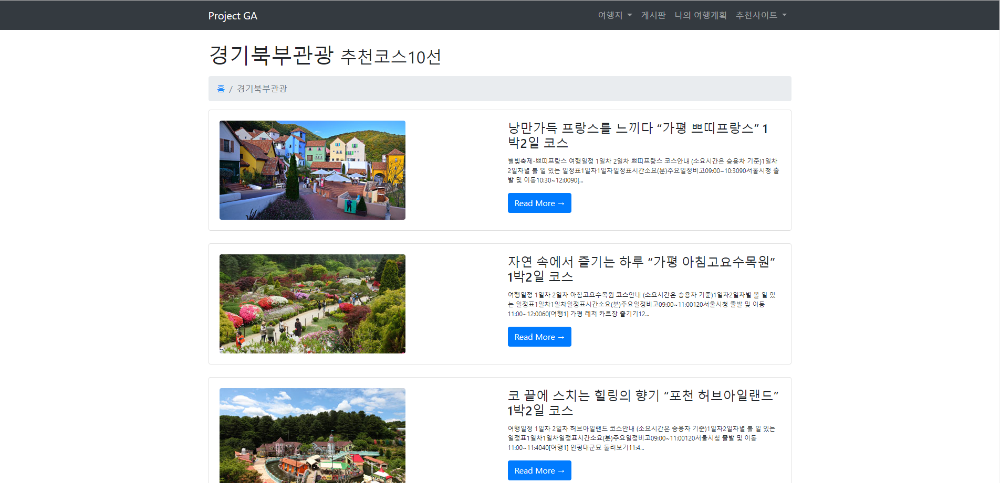 Project GA
여행지 게시판 나의 여행계획 추천사이트
경기북부관광 추천코스10선
홈 / 경기북부관광
낭만가득 프랑스를 느끼다 “가평 쁘띠프랑스” 1
박2일 코스
별빛축제-쁘띠프랑스 여행일정 1일차 2일차 쁘띠프랑스 코스안내 (소요시간은 승용차 기준)1일차
2일차별 볼 일 있는 일정표1일차1일차일정표시간소요(분)주요일정비고09:00~10:3090서울시청 출
발 및 이동10:30~12:0090[...
Read More →
자연 속에서 즐기는 하루 “가평 아침고요수목원”
1박2일 코스
여행일정 1일차 2일차 아침고요수목원 코스안내 (소요시간은 승용차 기준)1일차2일차별 볼 일 있
는 일정표1일차1일차일정표시간소요(분)주요일정비고09:00~11:00120서울시청 출발 및 이동
11:00~12:0060[여행1] 가평 레저 카트장 즐기기12...
Read More →
코 끝에 스치는 힐링의 향기 “포천 허브아일랜드”
1박2일 코스
여행일정 1일차 2일차 허브아일랜드 코스안내 (소요시간은 승용차 기준)1일차2일차별 볼 일 있는
일정표1일차1일차일정표시간소요(분)주요일정비고09:00~11:00120서울시청 출발 및 이동
11:00~11:4040[여행1] 인평대군묘 둘러보기11:4...
Read More →